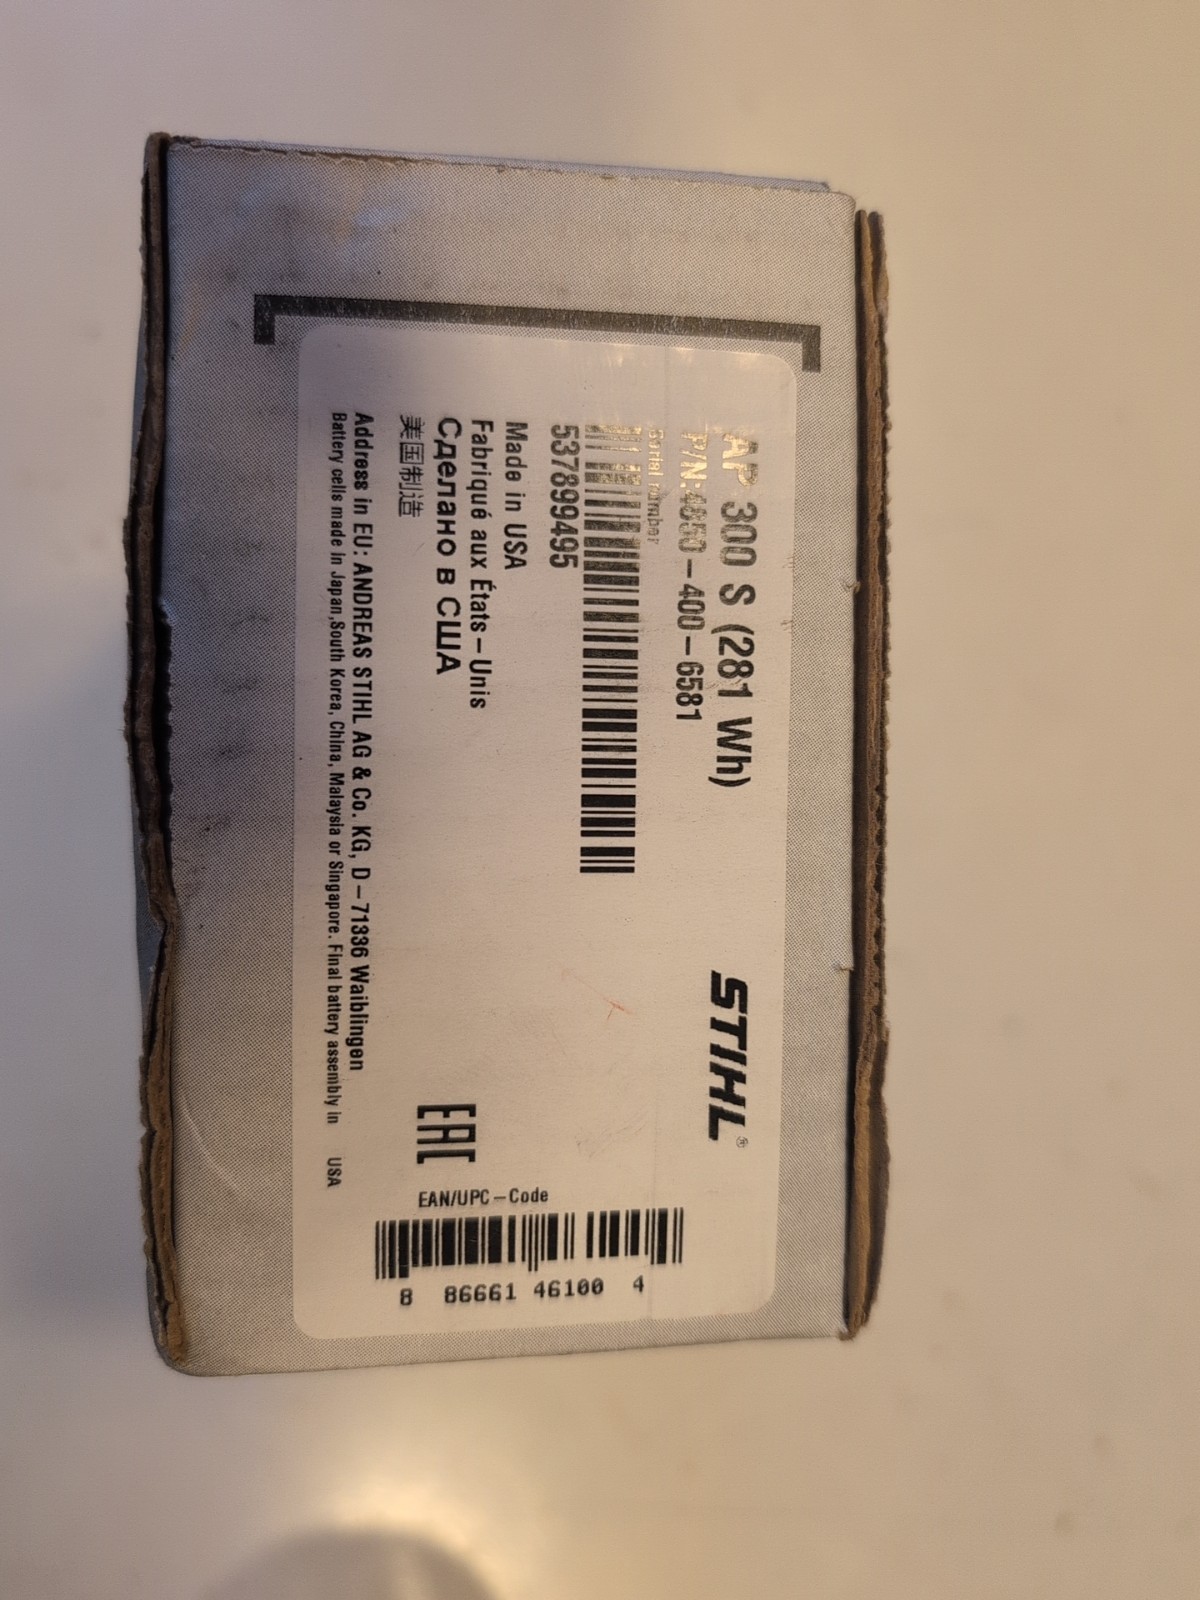 AP 300 S (281 Wh)
STIHL®
P/N:4850-400-6581
Serial number
537899495
Made in USA
Fabriqué aux États-Unis
Сделано в США
美国制造
EAC
EAN/UPC-Code
8 86661 46100 4
Address in EU: ANDREAS STIHL AG & Co. KG, D-71336 Waiblingen
Battery cells made in Japan,South Korea, China, Malaysia or Singapore. Final battery assembly in USA